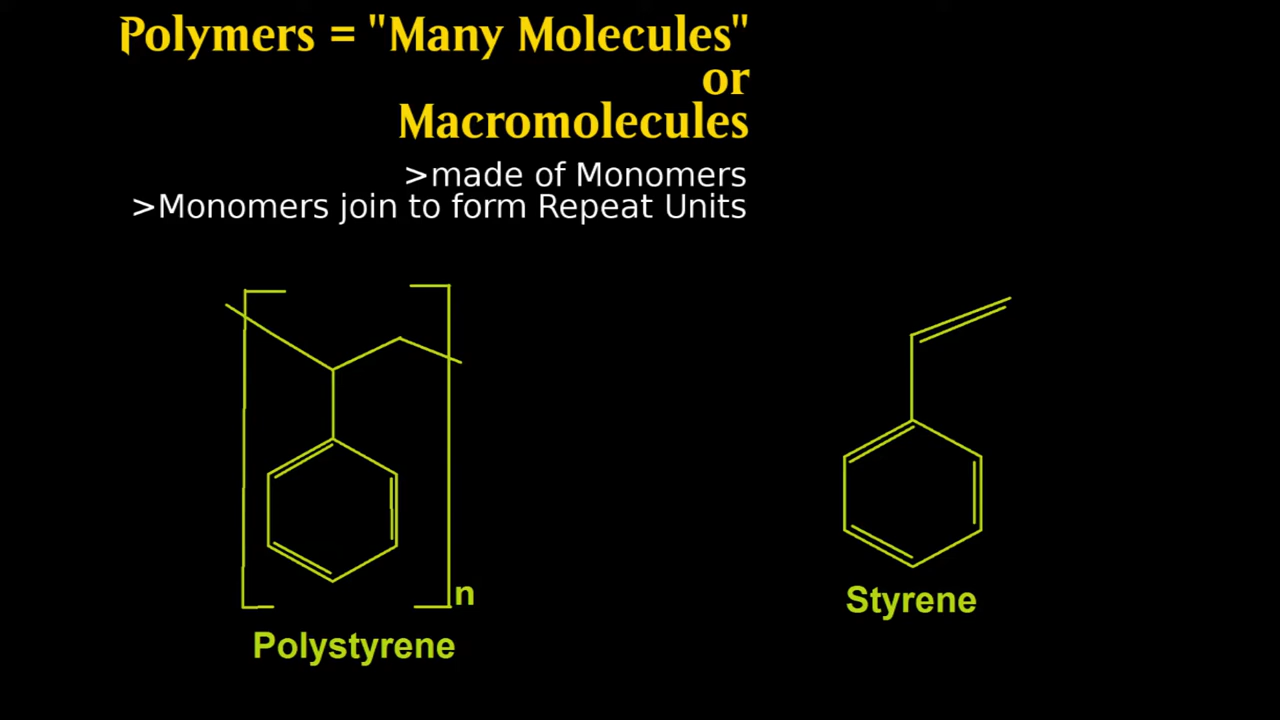 Polymers = "Many Molecules"
or
Macromolecules
>made of Monomers
>Monomers join to form Repeat Units
n
Polystyrene
Styrene